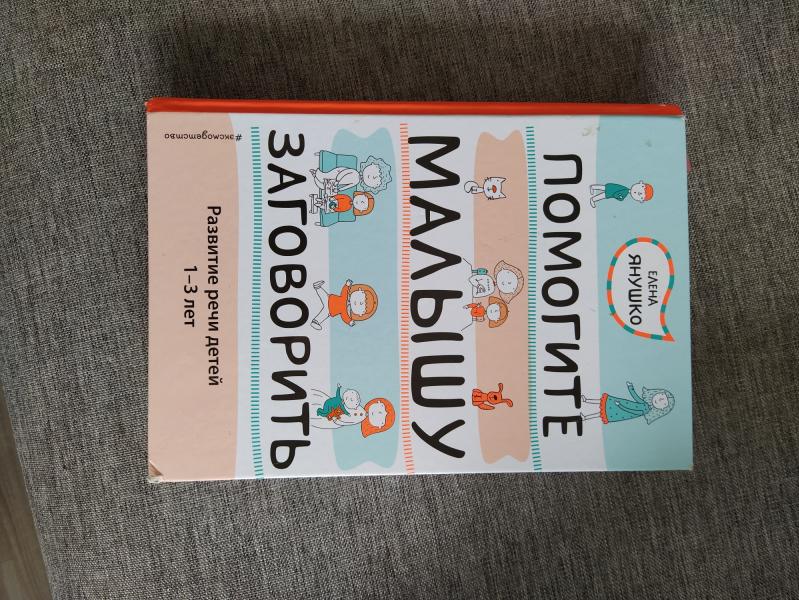 ЕЛЕНА
ЯНУШКО
ПОМОГИТЕ
МАЛЫШУ
ЗАГОВОРИТЬ
Развитие речи детей
1–3 лет
#эксмодетство